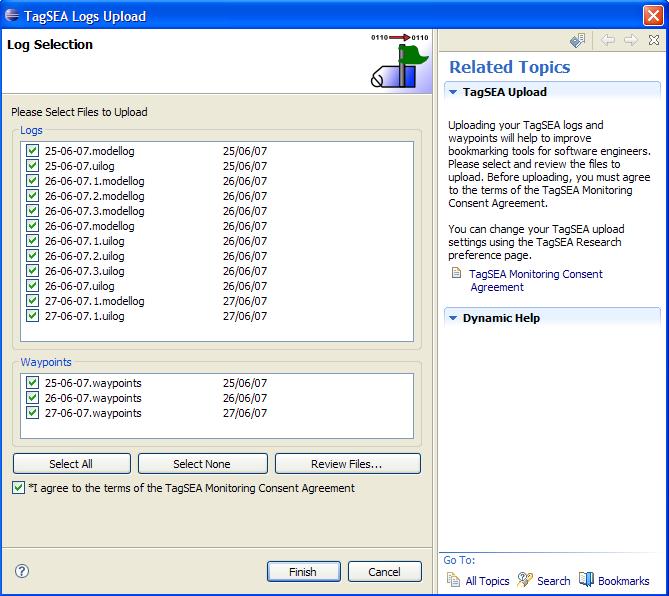 TagSEA Logs Upload
Log Selection
0110 0110
Please Select Files to Upload
Logs
25-06-07.modellog 25/06/07
25-06-07.uilog 25/06/07
26-06-07.1.modellog 26/06/07
26-06-07.2.modellog 26/06/07
26-06-07.3.modellog 26/06/07
26-06-07.modellog 26/06/07
26-06-07.1.uilog 26/06/07
26-06-07.2.uilog 26/06/07
26-06-07.3.uilog 26/06/07
26-06-07.uilog 26/06/07
27-06-07.1.modellog 27/06/07
27-06-07.1.uilog 27/06/07
Waypoints
25-06-07.waypoints 25/06/07
26-06-07.waypoints 26/06/07
27-06-07.waypoints 27/06/07
Select All
Select None
Review Files...
*I agree to the terms of the TagSEA Monitoring Consent Agreement
Finish
Cancel
Related Topics
TagSEA Upload
Uploading your TagSEA logs and
waypoints will help to improve
bookmarking tools for software engineers.
Please select and review the files to
upload. Before uploading, you must agree
to the terms of the TagSEA Monitoring
Consent Agreement.
You can change your TagSEA upload
settings using the TagSEA Research
preference page.
TagSEA Monitoring Consent
Agreement
Dynamic Help
Go To:
All Topics
Search
Bookmarks